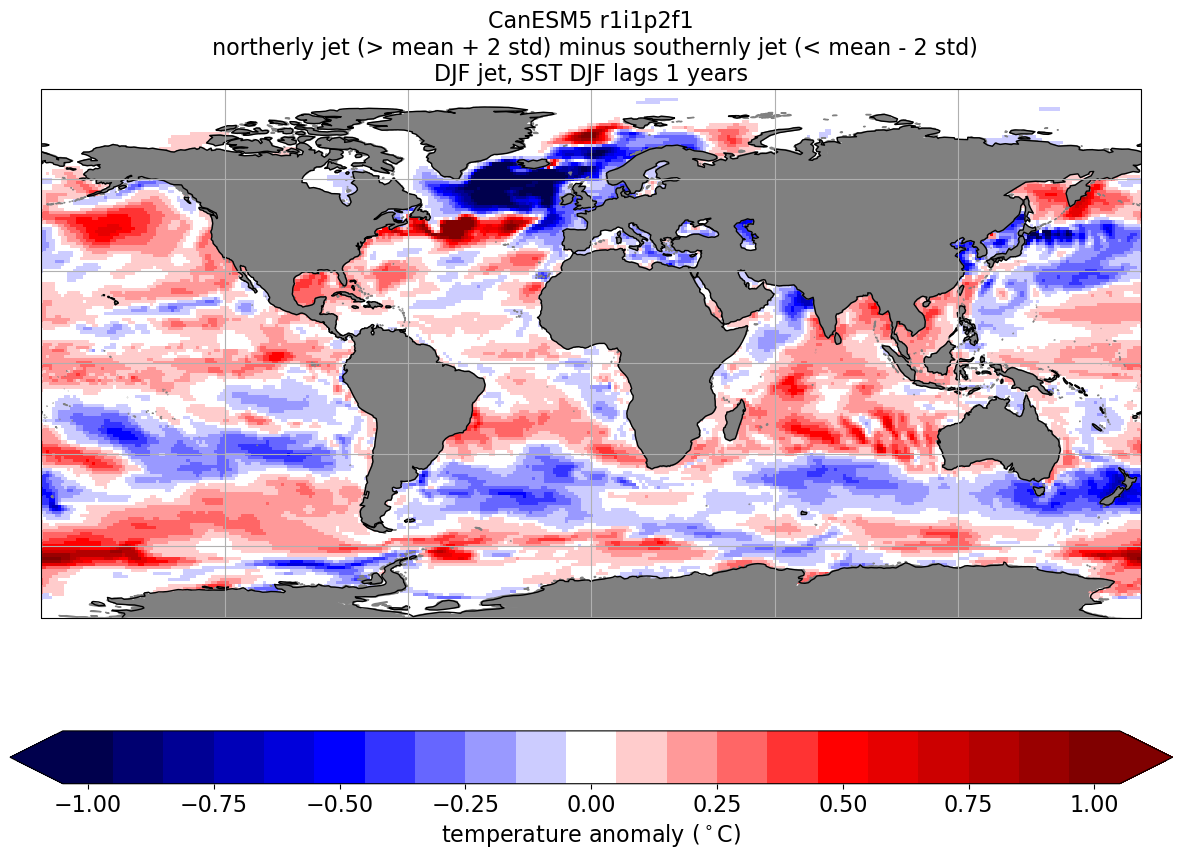 CanESM5 r1i1p2f1
northerly jet (> mean + 2 std) minus southernly jet (< mean - 2 std)
DJF jet, SST DJF lags 1 years
−1.00 −0.75 −0.50 −0.25 0.00 0.25 0.50 0.75 1.00
temperature anomaly (°C)